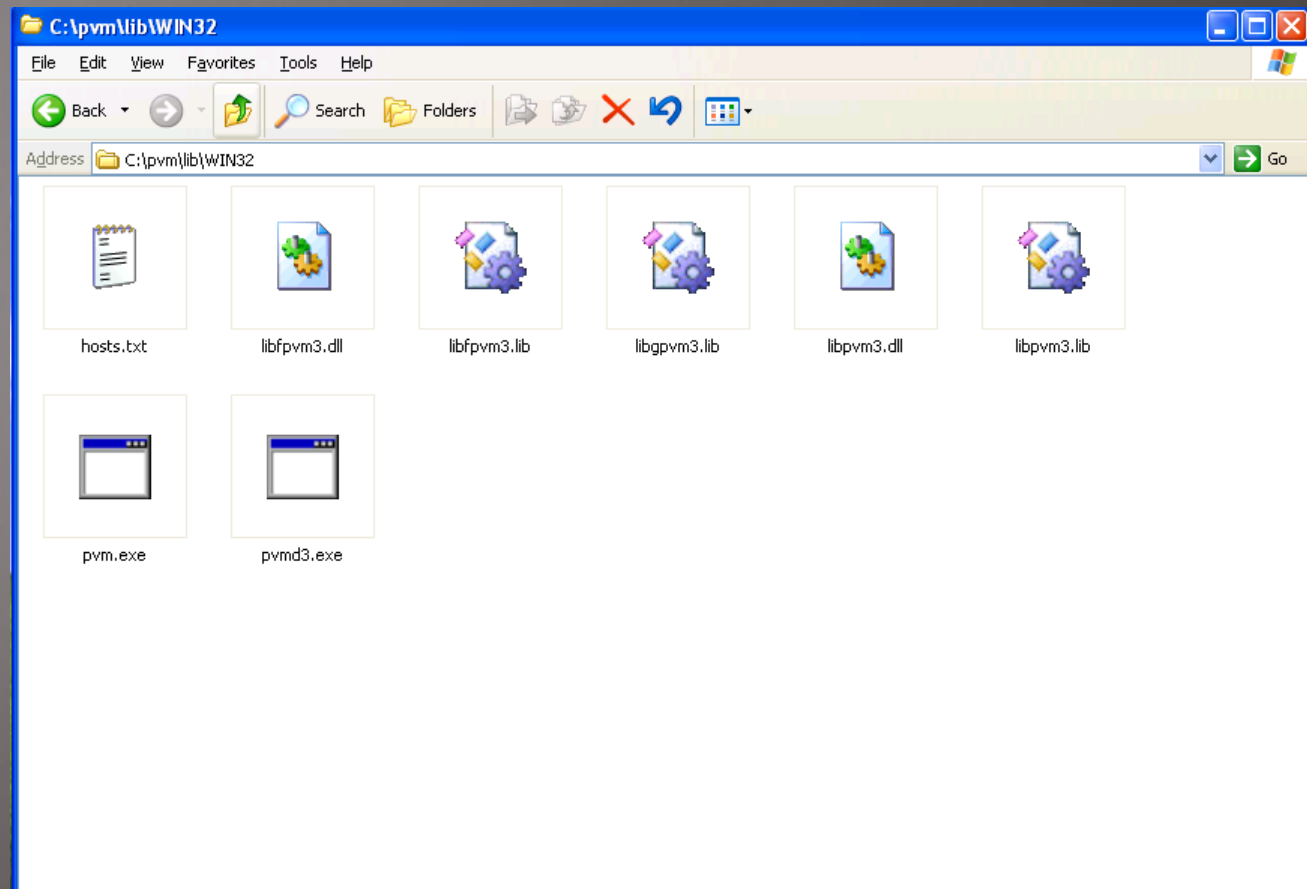 C:\pvm\lib\WIN32
File Edit View Favorites Tools Help
Back Search Folders
Address C:\pvm\lib\WIN32 Go
hosts.txt libfpvm3.dll libfpvm3.lib libgpvm3.lib libpvm3.dll libpvm3.lib
pvm.exe pvmd3.exe